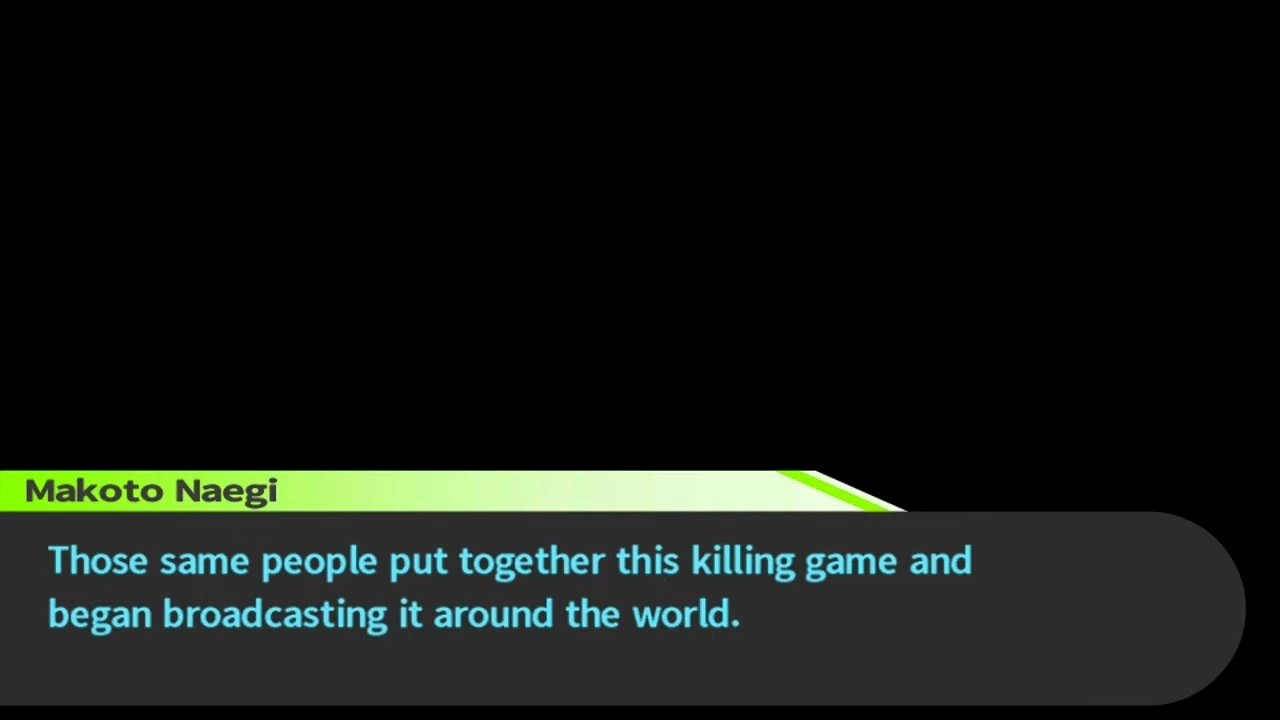 Makoto Naegi
Those same people put together this killing game and
began broadcasting it around the world.